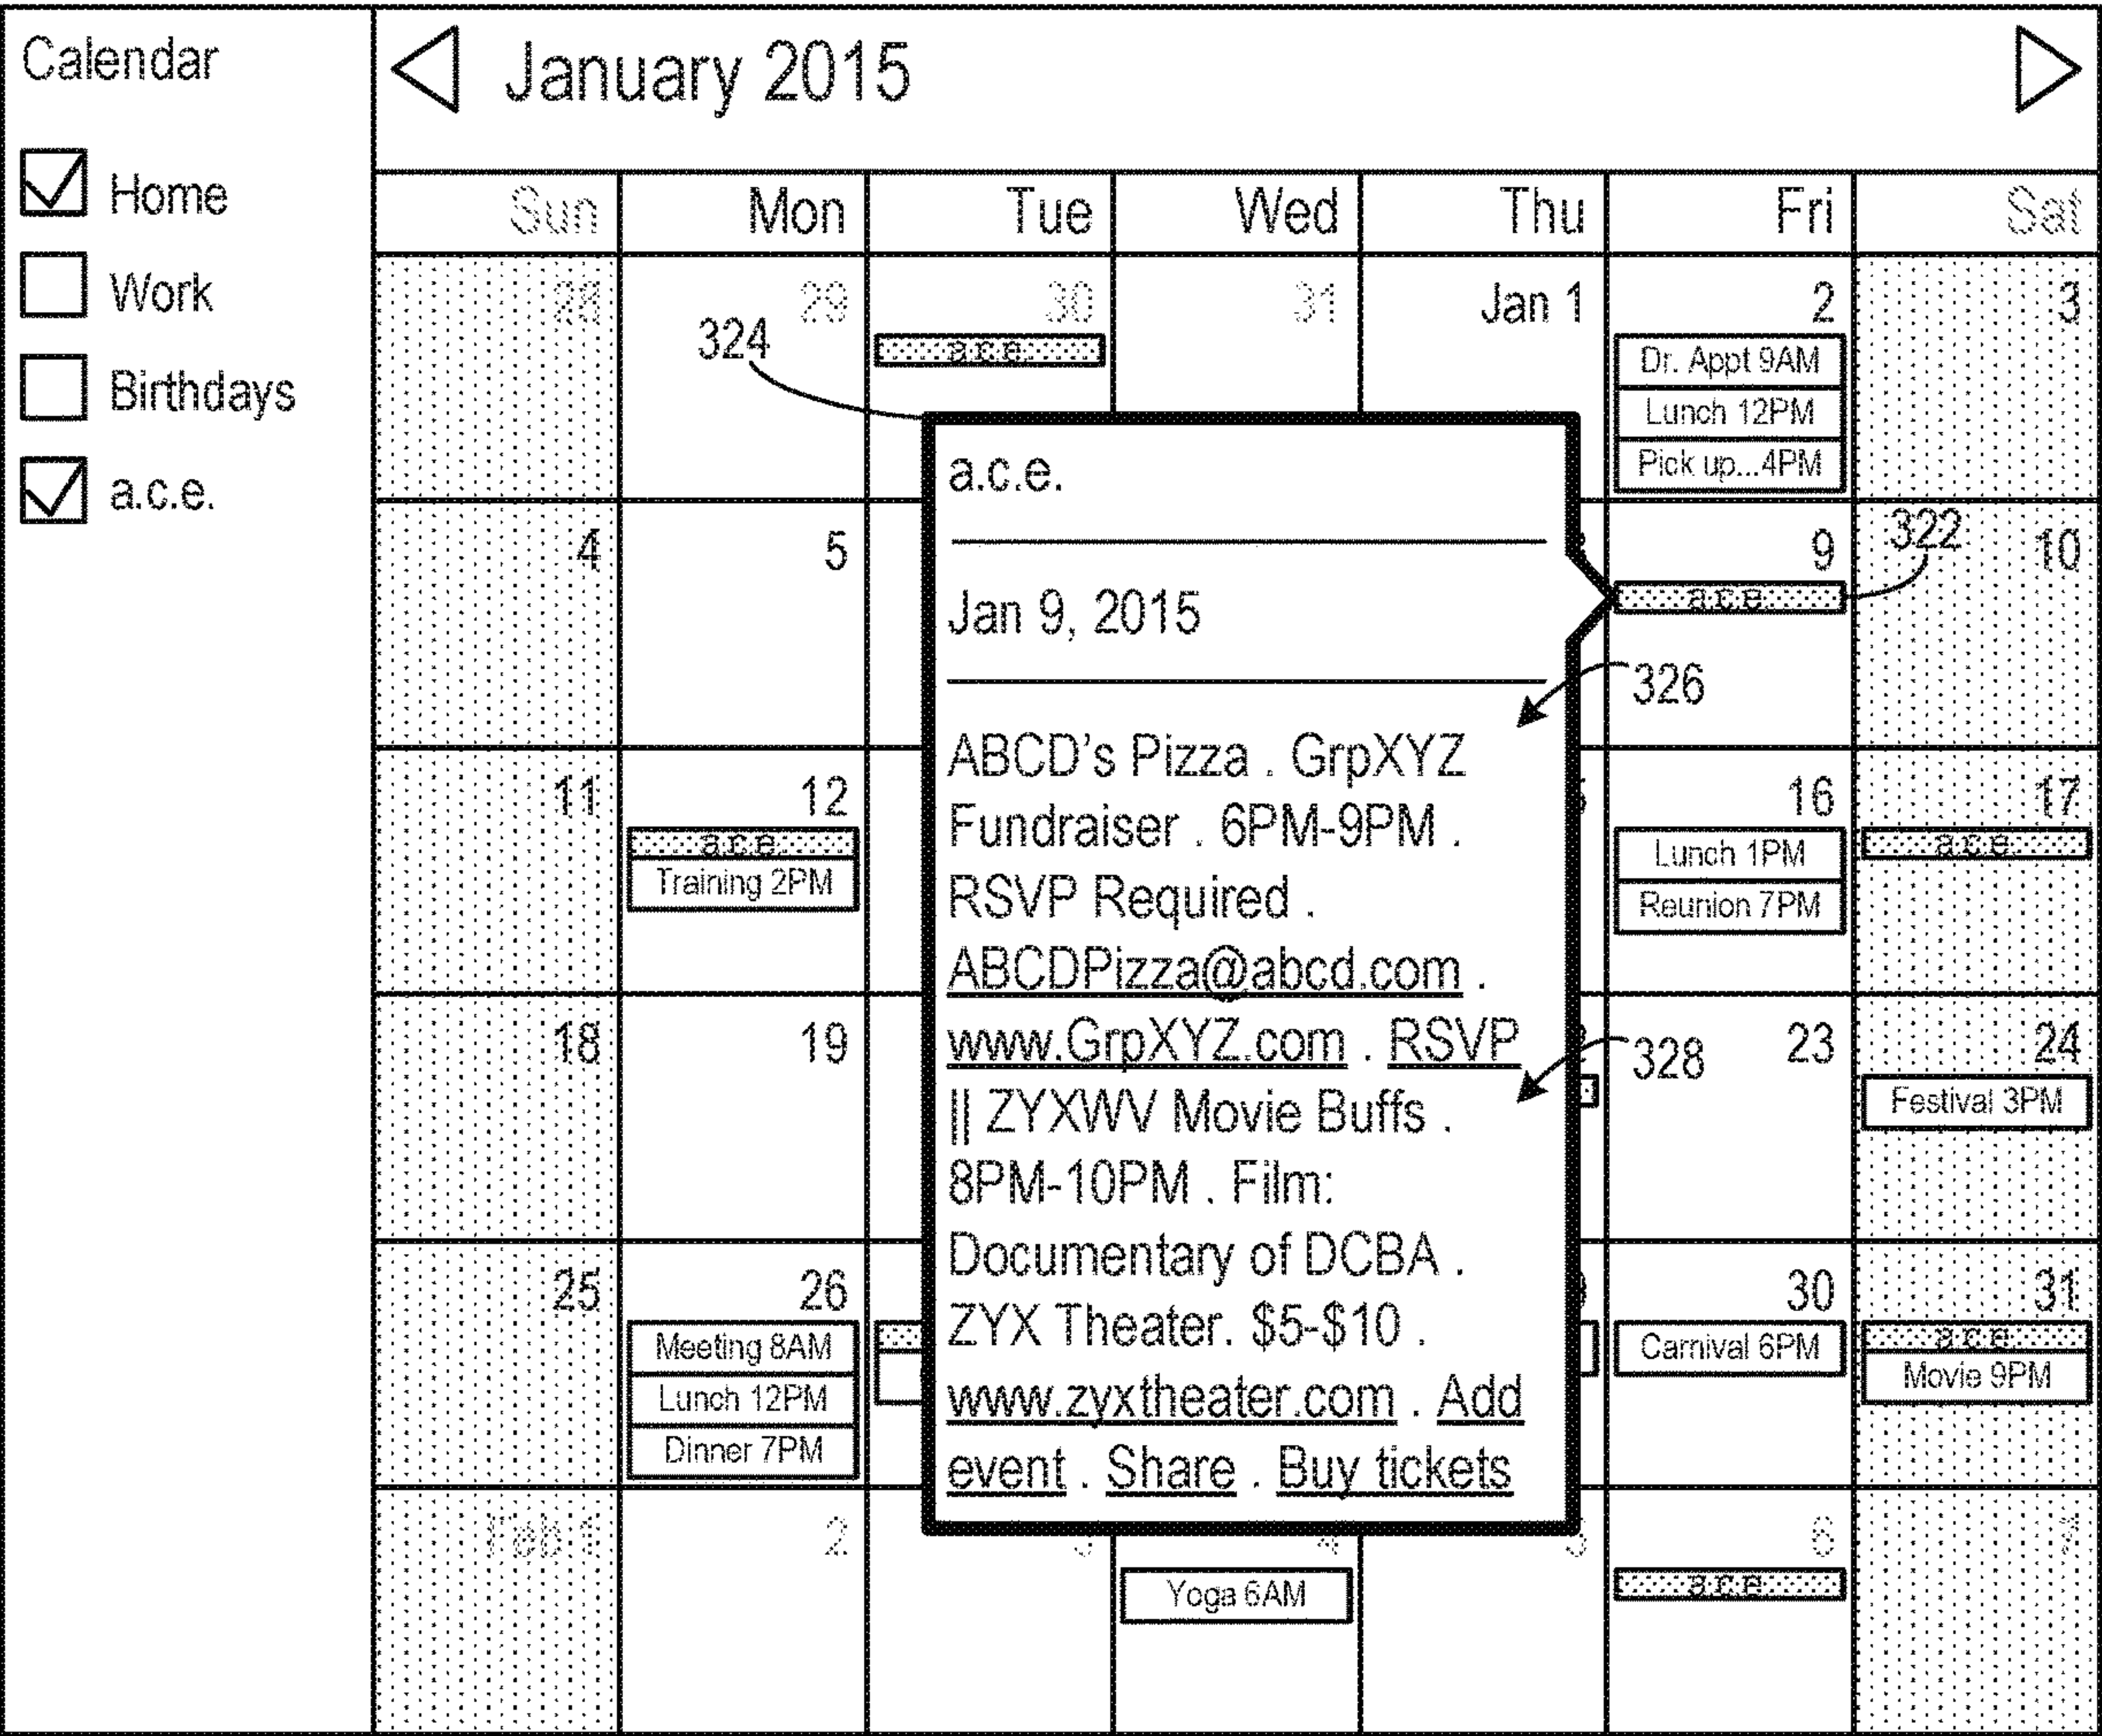 Calendar
Home
Work
Birthdays
a.c.e.
January 2015
Sun Mon Tue Wed Thu Fri Sat
28 29 30 31 Jan 1 2 3
324
a.c.e.
Dr. Appt 9AM
Lunch 12PM
Pick up...4PM
4 5 9 10
322
a.c.e.
326
11 12 16 17
a.c.e.
Training 2PM
Lunch 1PM
Reunion 7PM
a.c.e.
18 19 23 24
328
Festival 3PM
25 26 30 31
Meeting 8AM
Lunch 12PM
Dinner 7PM
Carnival 6PM
a.c.e.
Movie 9PM
Feb 1 2 3 4 5 6 7
Yoga 6AM
a.c.e.
a.c.e.
Jan 9, 2015
ABCD's Pizza . GrpXYZ
Fundraiser . 6PM-9PM .
RSVP Required .
ABCDPizza@abcd.com .
www.GrpXYZ.com . RSVP
|| ZYXWV Movie Buffs .
8PM-10PM . Film:
Documentary of DCBA .
ZYX Theater. $5-$10 .
www.zyxtheater.com . Add
event . Share . Buy tickets